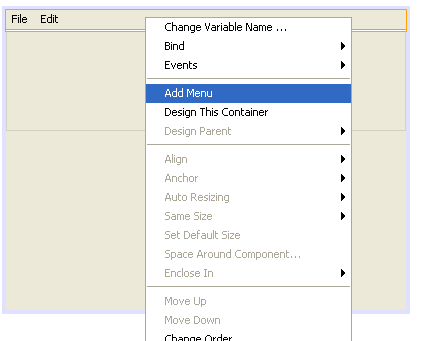 File Edit
Change Variable Name ...
Bind
Events
Add Menu
Design This Container
Design Parent
Align
Anchor
Auto Resizing
Same Size
Set Default Size
Space Around Component...
Enclose In
Move Up
Move Down
Change Order